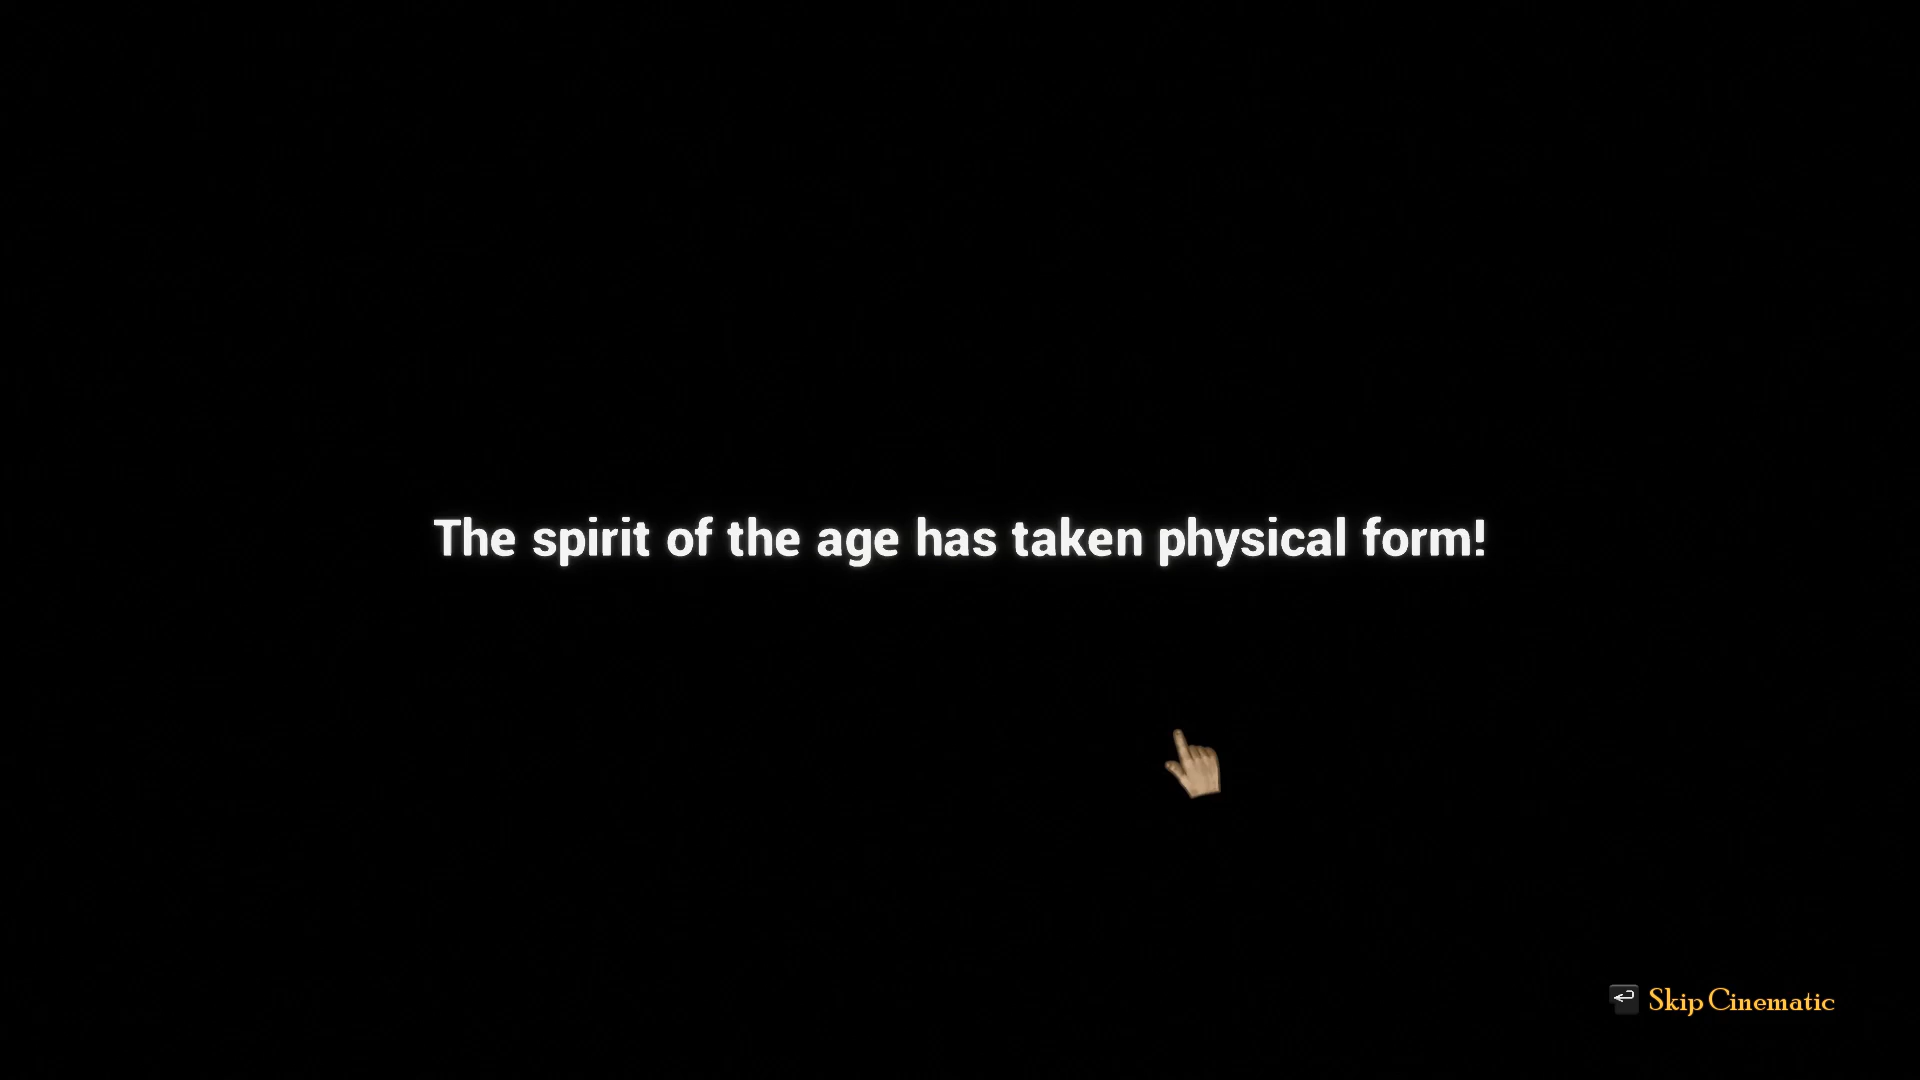 The spirit of the age has taken physical form!
Skip Cinematic